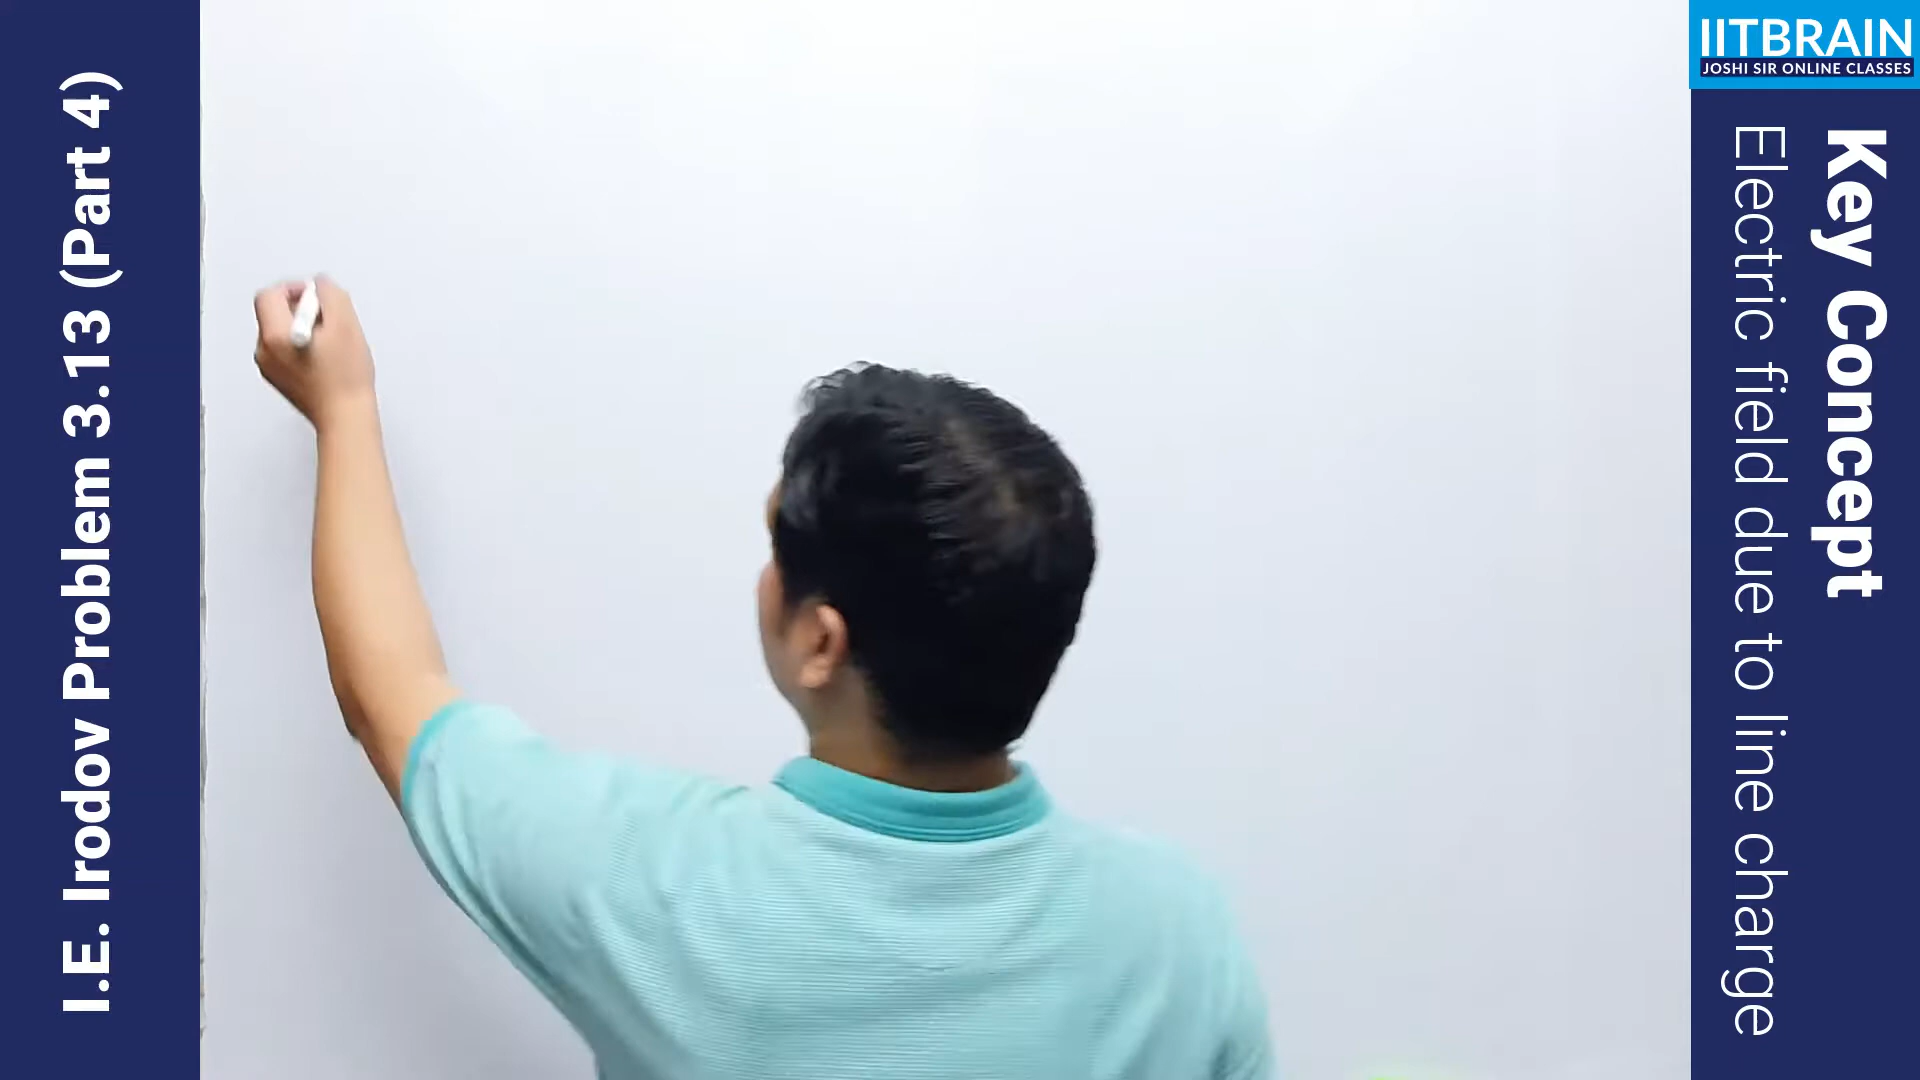 I.E. Irodov Problem 3.13 (Part 4)
IITBRAIN
JOSHI SIR ONLINE CLASSES
Key Concept
Electric field due to line charge